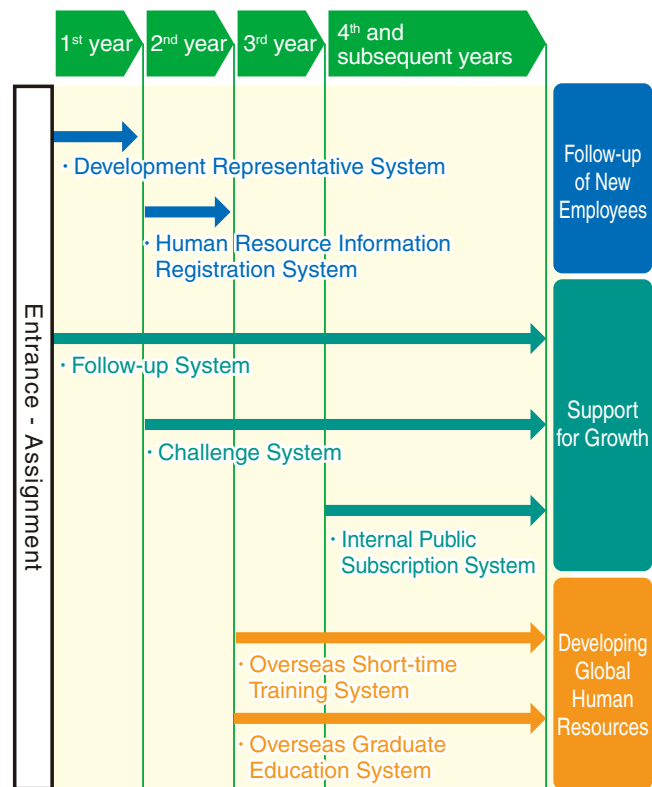 1st year
2nd year
3rd year
4th and
subsequent years
Entrance - Assignment
· Development Representative System
· Human Resource Information
Registration System
Follow-up
of New
Employees
· Follow-up System
· Challenge System
· Internal Public
Subscription System
Support
for Growth
· Overseas Short-time
Training System
· Overseas Graduate
Education System
Developing
Global
Human
Resources